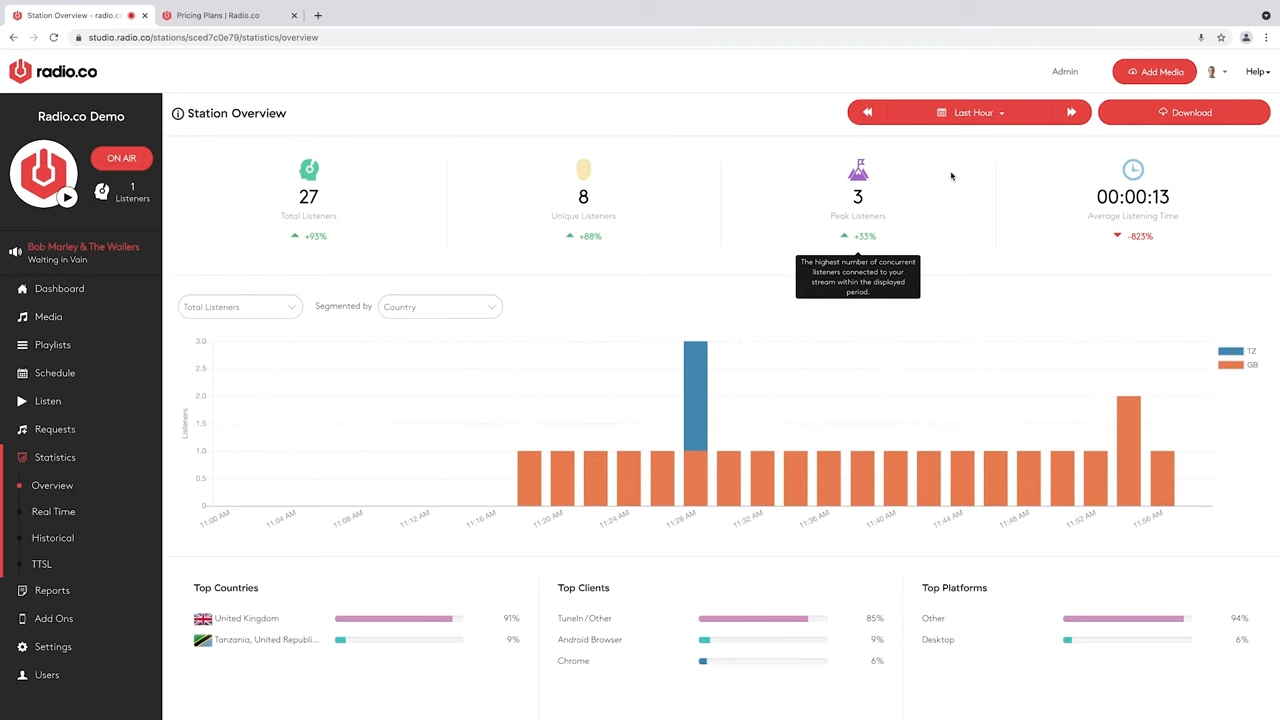 Station Overview - radio.co
Pricing Plans | Radio.co
studio.radio.co/stations/sced7c0e79/statistics/overview
radio.co
Admin
Add Media
Help
Radio.co Demo
ON AIR
1
Listeners
Bob Marley & The Wailers
Waiting in Vain
Dashboard
Media
Playlists
Schedule
Listen
Requests
Statistics
Overview
Real Time
Historical
TTSL
Reports
Add Ons
Settings
Users
Station Overview
Last Hour
Download
27
Total Listeners
+93%
8
Unique Listeners
+88%
3
Peak Listeners
+33%
The highest number of concurrent
listeners connected to your
stream within the displayed
period.
00:00:13
Average Listening Time
-823%
Total Listeners
Segmented by
Country
3.0
2.5
2.0
1.5
1.0
0.5
0
Listeners
11:00 AM
11:04 AM
11:08 AM
11:12 AM
11:16 AM
11:20 AM
11:24 AM
11:28 AM
11:32 AM
11:36 AM
11:40 AM
11:44 AM
11:48 AM
11:52 AM
11:56 AM
TZ
GB
Top Countries
United Kingdom 91%
Tanzania, United Republi... 9%
Top Clients
TuneIn/Other 85%
Android Browser 9%
Chrome 6%
Top Platforms
Other 94%
Desktop 6%